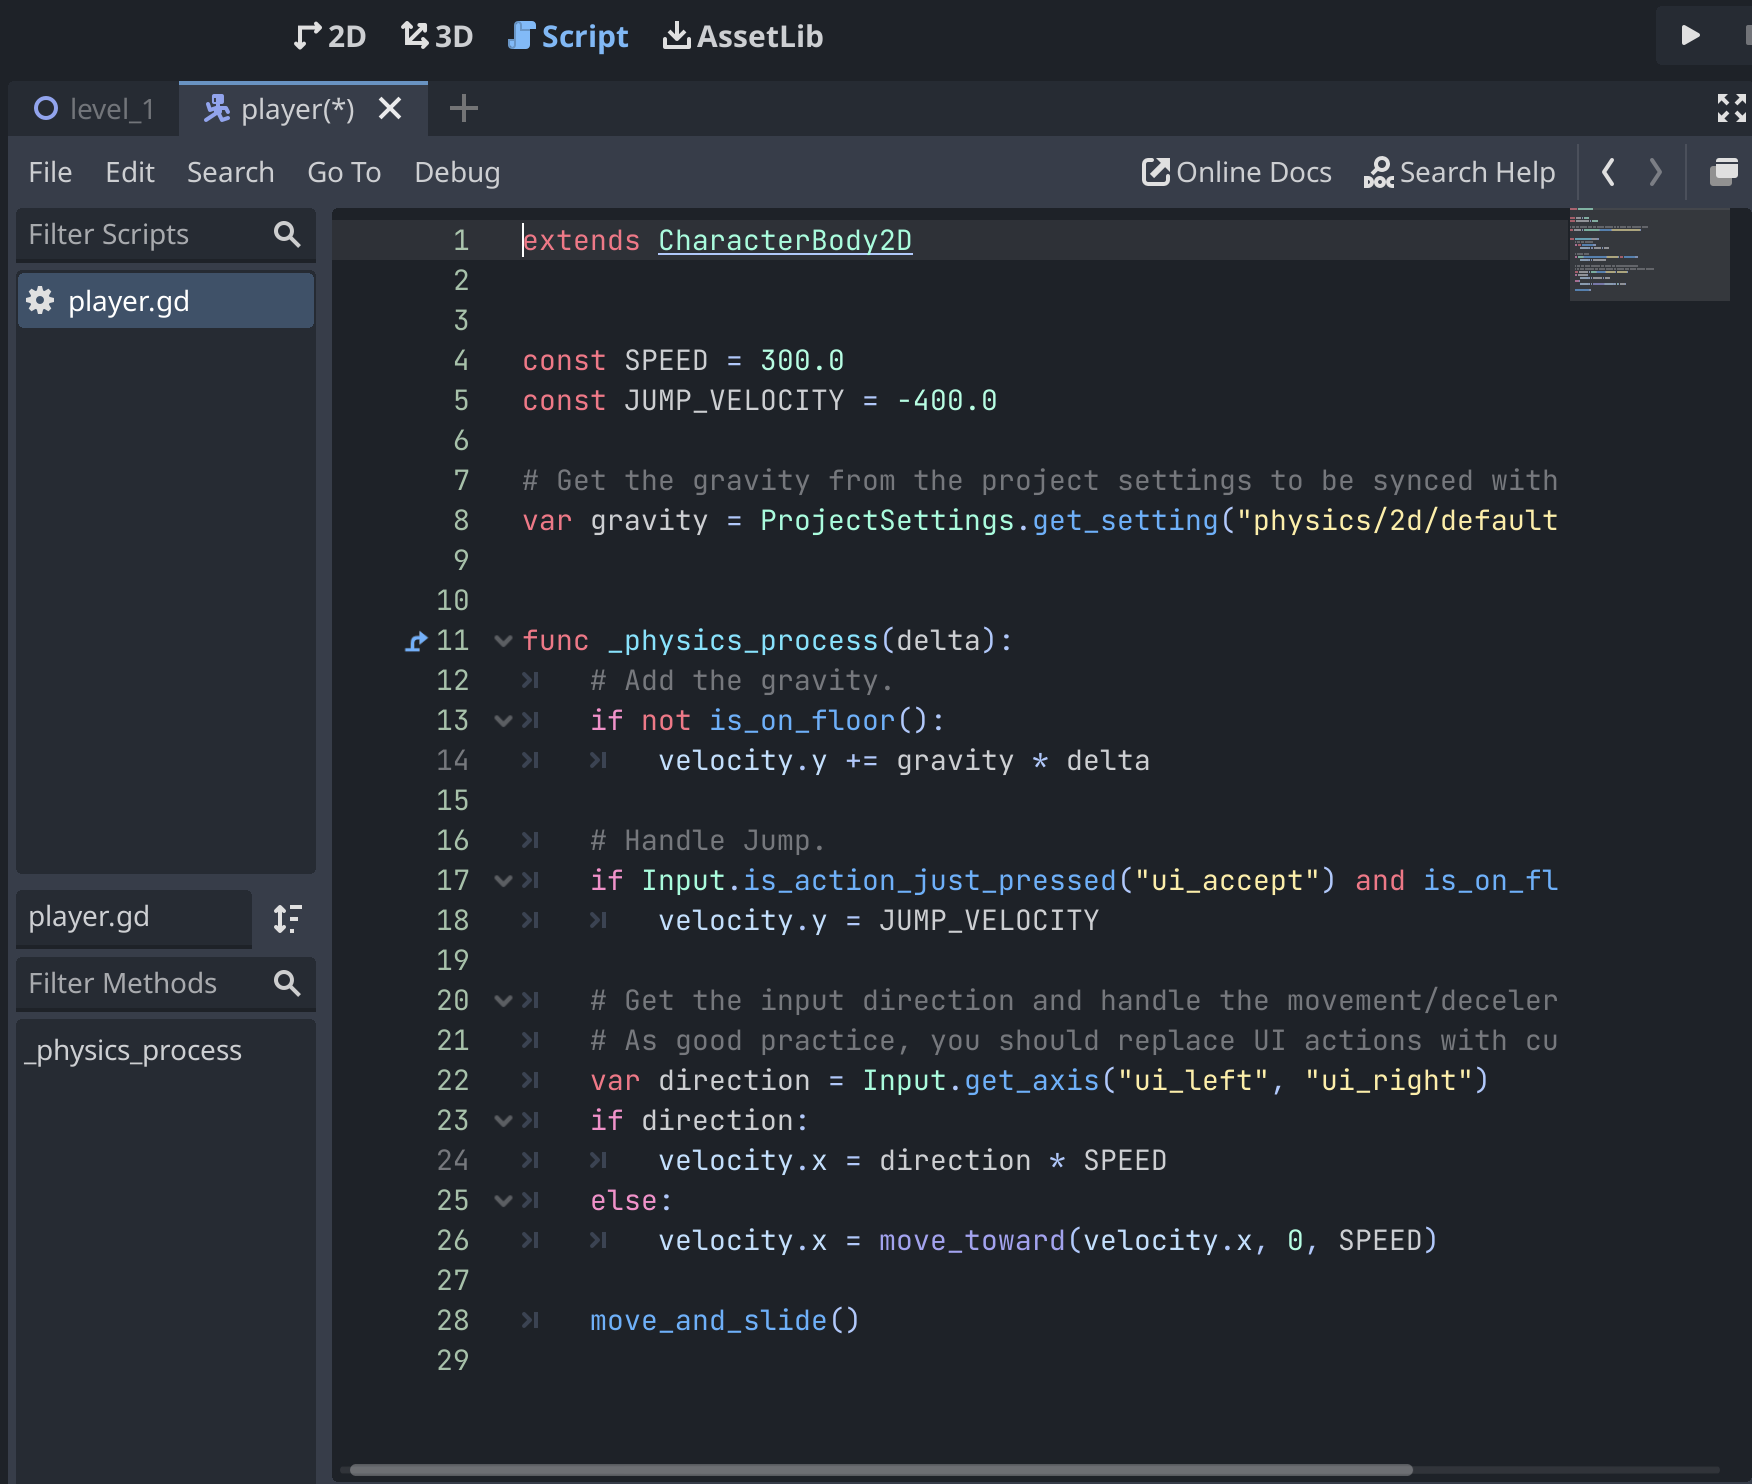 2D 3D Script AssetLib
level_1 player(*)
File Edit Search Go To Debug Online Docs DOC Search Help
Filter Scripts
player.gd
player.gd
Filter Methods
_physics_process
1 extends CharacterBody2D
2
3
4 const SPEED = 300.0
5 const JUMP_VELOCITY = -400.0
6
7 # Get the gravity from the project settings to be synced with
8 var gravity = ProjectSettings.get_setting("physics/2d/default
9
10
11 func _physics_process(delta):
12 # Add the gravity.
13 if not is_on_floor():
14 velocity.y += gravity * delta
15
16 # Handle Jump.
17 if Input.is_action_just_pressed("ui_accept") and is_on_fl
18 velocity.y = JUMP_VELOCITY
19
20 # Get the input direction and handle the movement/deceler
21 # As good practice, you should replace UI actions with cu
22 var direction = Input.get_axis("ui_left", "ui_right")
23 if direction:
24 velocity.x = direction * SPEED
25 else:
26 velocity.x = move_toward(velocity.x, 0, SPEED)
27
28 move_and_slide()
29